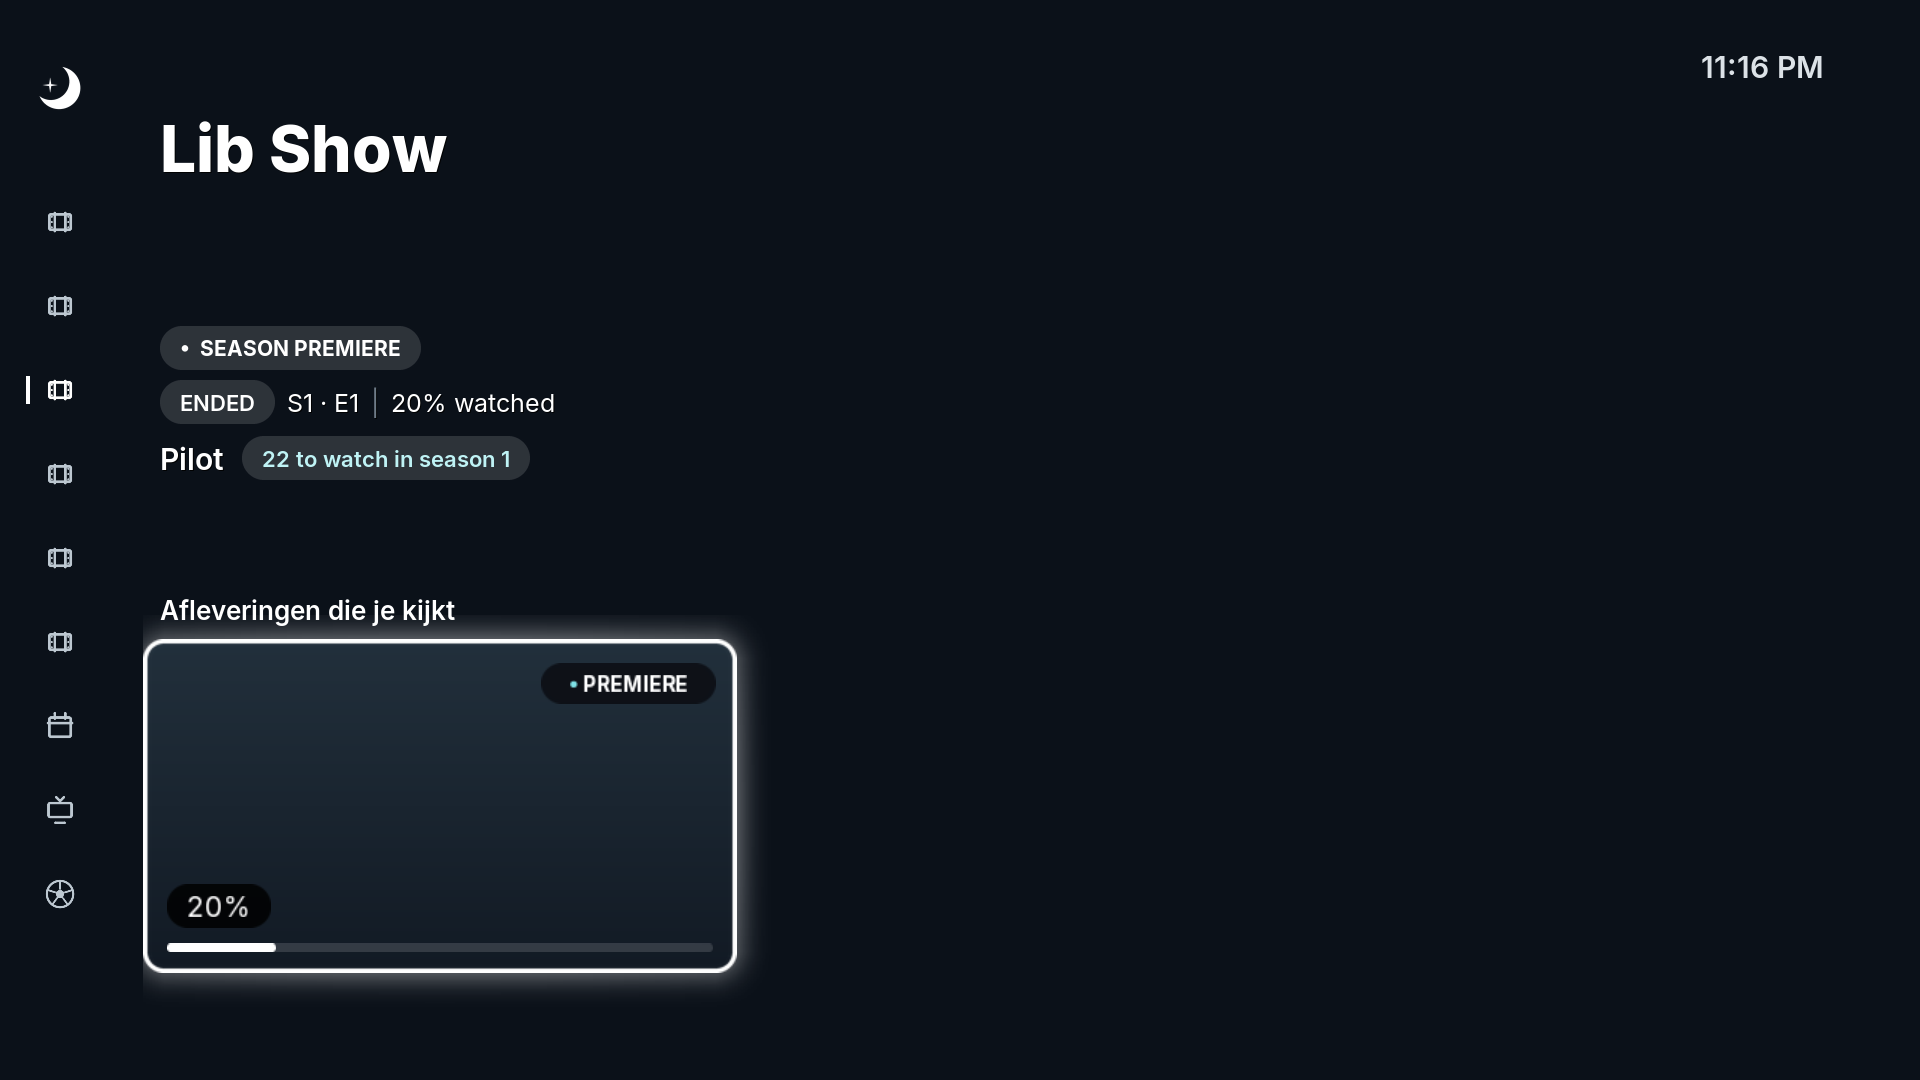 11:16 PM
Lib Show
• SEASON PREMIERE
ENDED S1 · E1 | 20% watched
Pilot 22 to watch in season 1
Afleveringen die je kijkt
• PREMIERE
20%